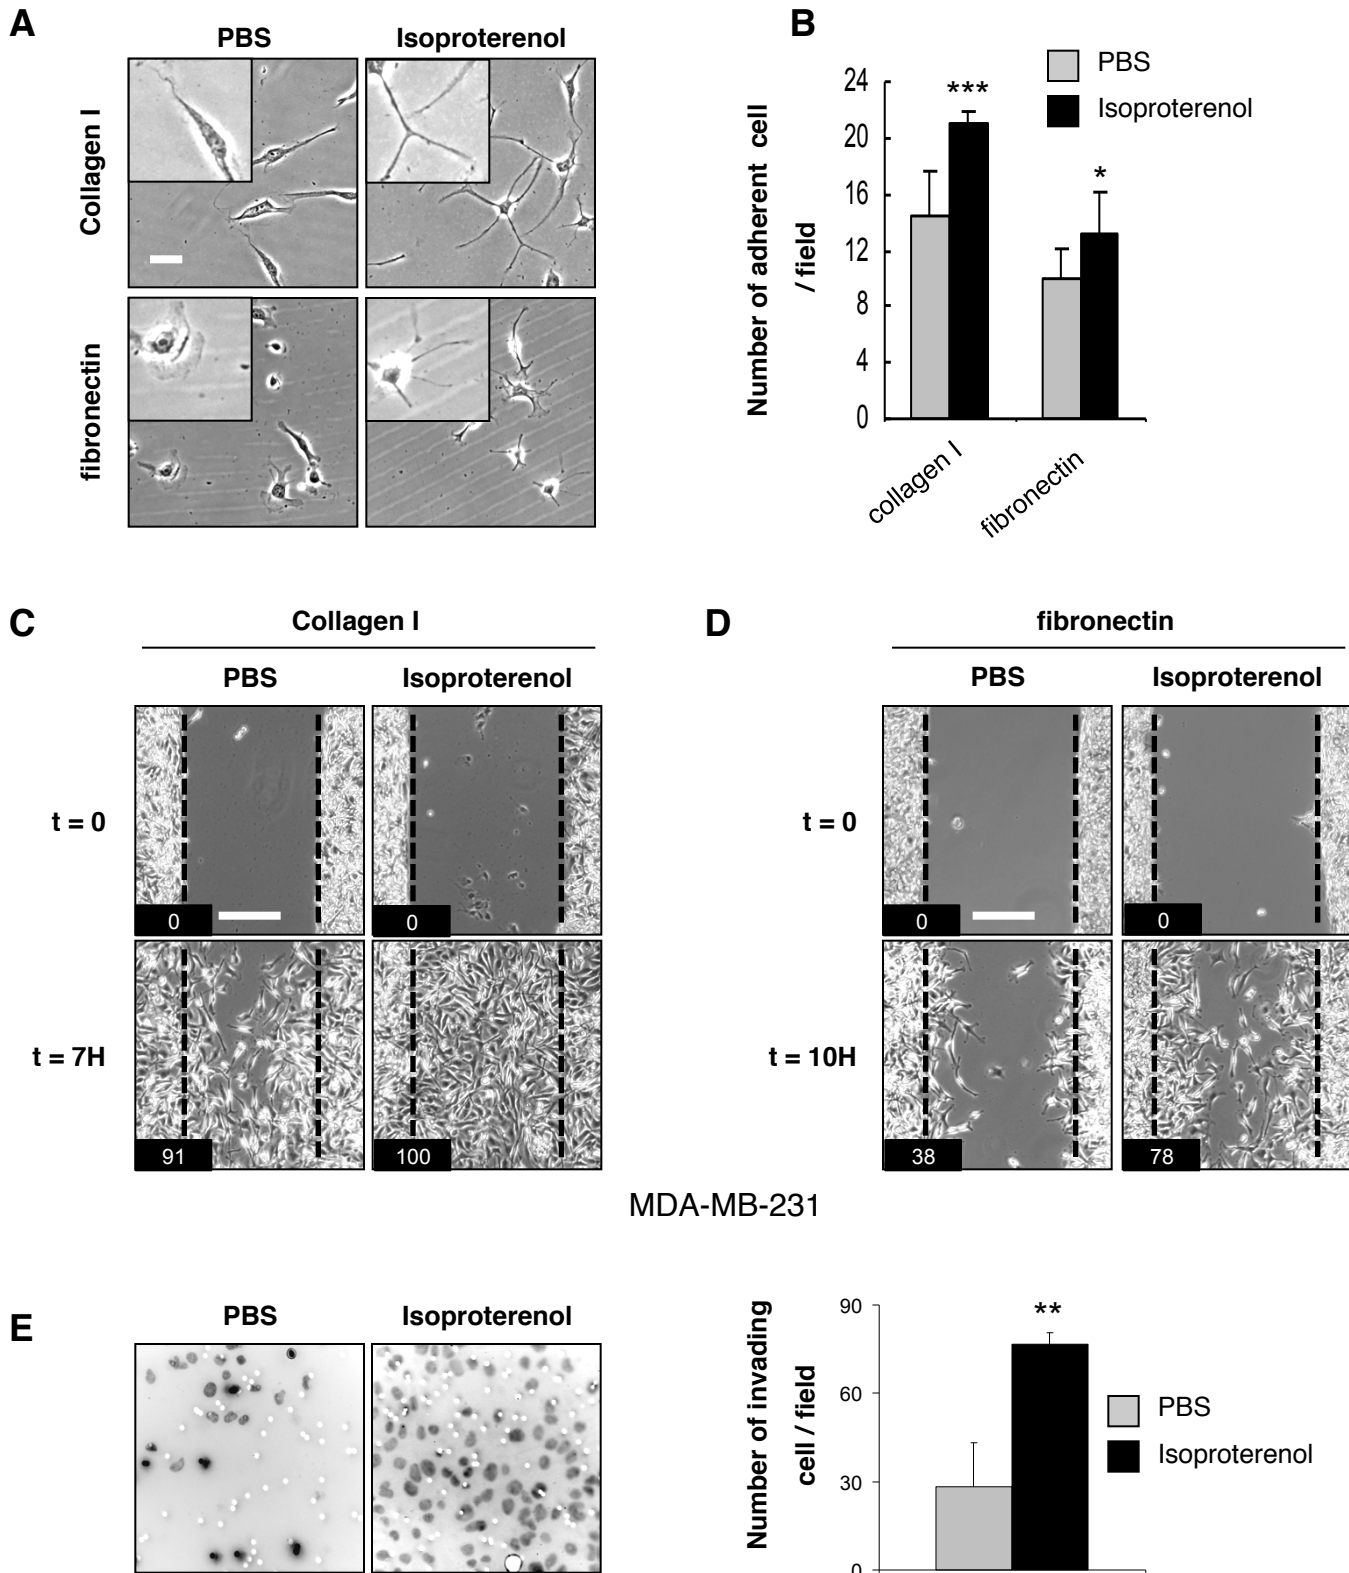 A
PBS
Isoproterenol
Collagen I
fibronectin
B
PBS
Isoproterenol
Number of adherent cell
/ field
24
20
16
12
8
4
0
***
*
collagen I
fibronectin
C
Collagen I
PBS
Isoproterenol
t = 0
0
0
t = 7H
91
100
D
fibronectin
PBS
Isoproterenol
t = 0
0
0
t = 10H
38
78
MDA-MB-231
E
PBS
Isoproterenol
Number of invading
cell / field
90
60
30
0
**
PBS
Isoproterenol